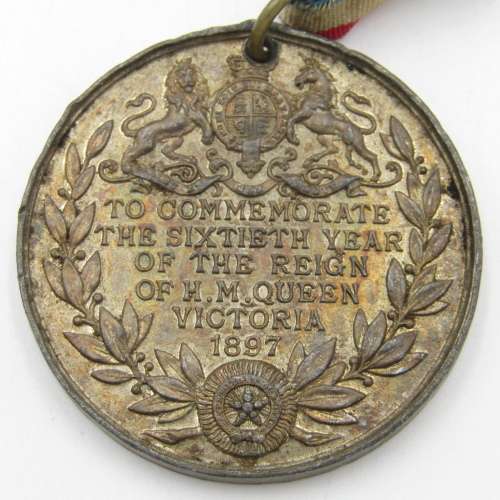 TO COMMEMORATE
THE SIXTIETH YEAR
OF THE REIGN
OF H.M.QUEEN
VICTORIA
1897